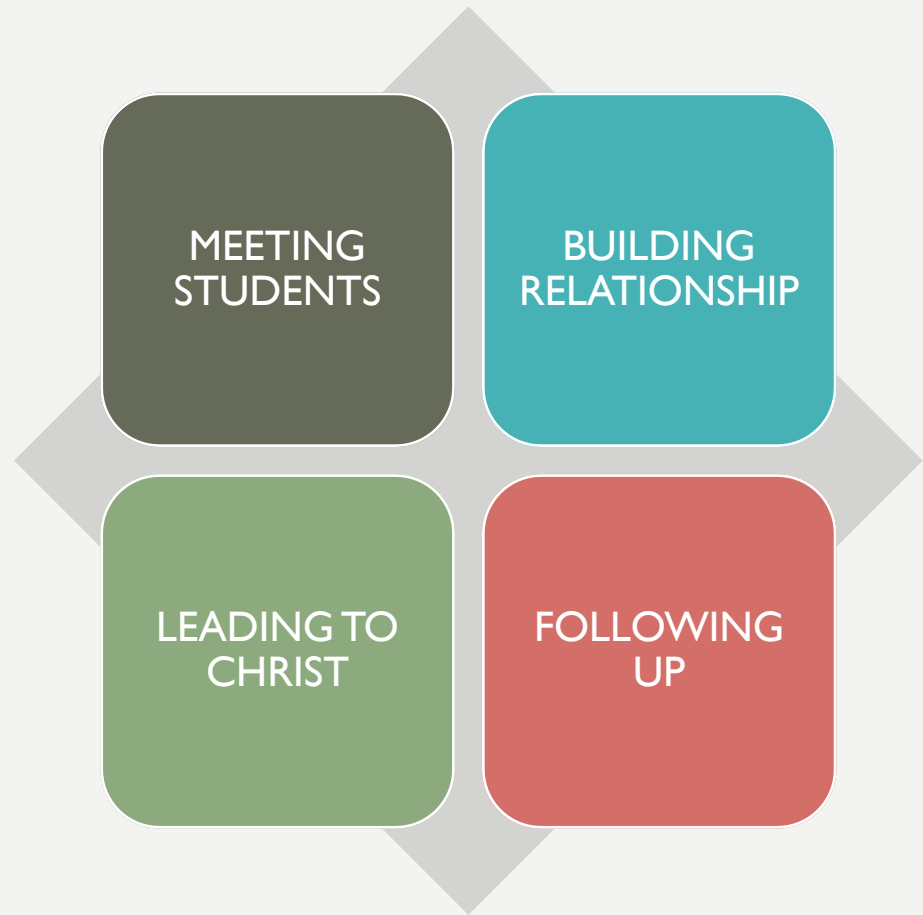 MEETING
STUDENTS
BUILDING
RELATIONSHIP
LEADING TO
CHRIST
FOLLOWING
UP